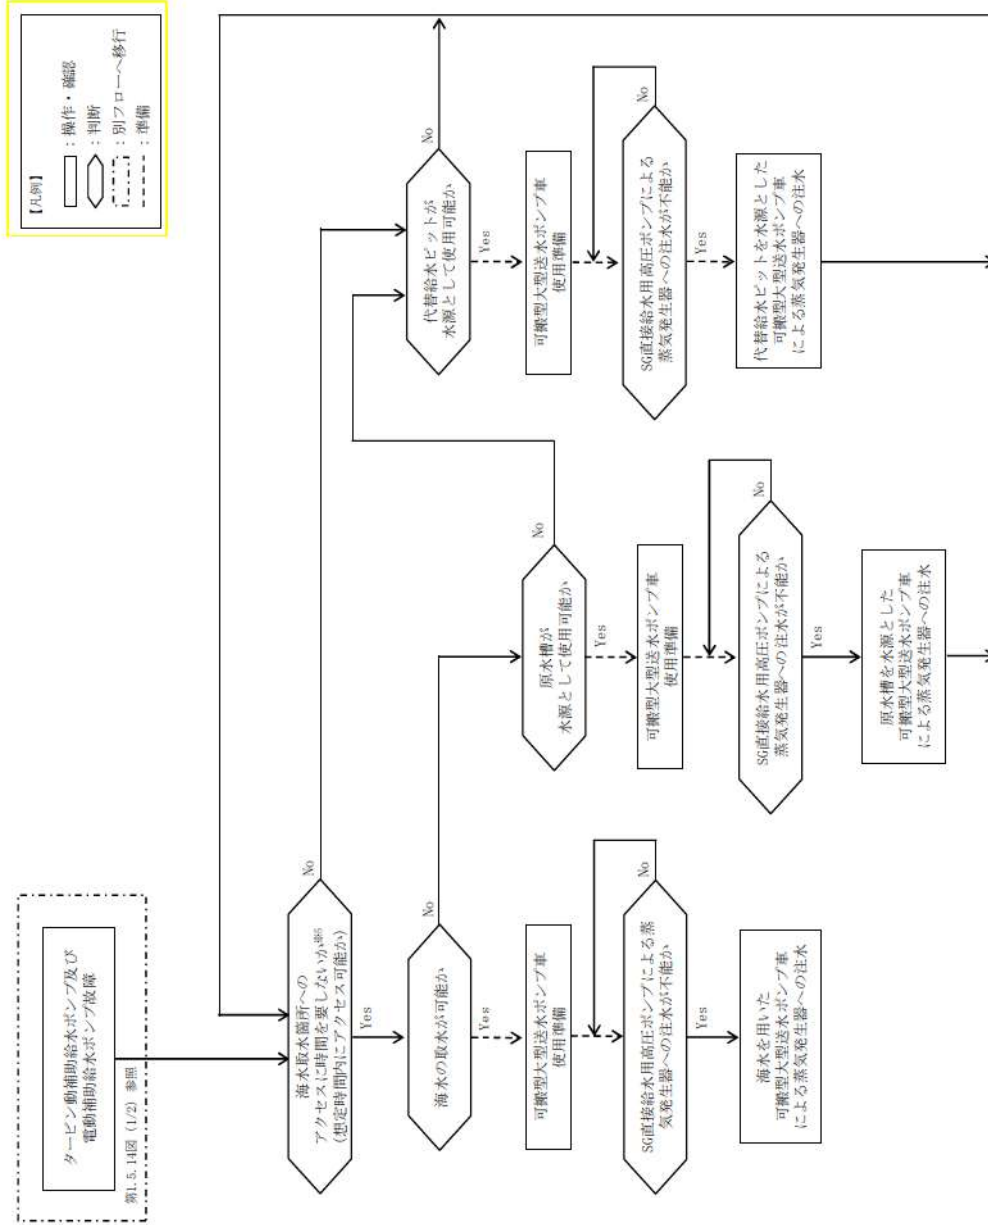 【凡例】
：操作・確認
：判断
：別フローへ移行
：準備
タービン動補助給水ポンプ及び
電動補助給水ポンプ故障
第1.5.14図 (1/2) 参照
海水取水箇所への
アクセスに時間を要しないか※5
(想定時間内にアクセス可能か)
No
Yes
海水の取水が可能か
No
Yes
可搬型大型送水ポンプ車
使用準備
SG直接給水用高圧ポンプによる蒸
気発生器への注水が不能か
No
Yes
海水を用いた
可搬型大型送水ポンプ車
による蒸気発生器への注水
原水槽が
水源として使用可能か
No
Yes
可搬型大型送水ポンプ車
使用準備
SG直接給水用高圧ポンプによる
蒸気発生器への注水が不能か
No
Yes
原水槽を水源とした
可搬型大型送水ポンプ車
による蒸気発生器への注水
代替給水ピットが
水源として使用可能か
No
Yes
可搬型大型送水ポンプ車
使用準備
SG直接給水用高圧ポンプによる
蒸気発生器への注水が不能か
No
Yes
代替給水ピットを水源とした
可搬型大型送水ポンプ車
による蒸気発生器への注水